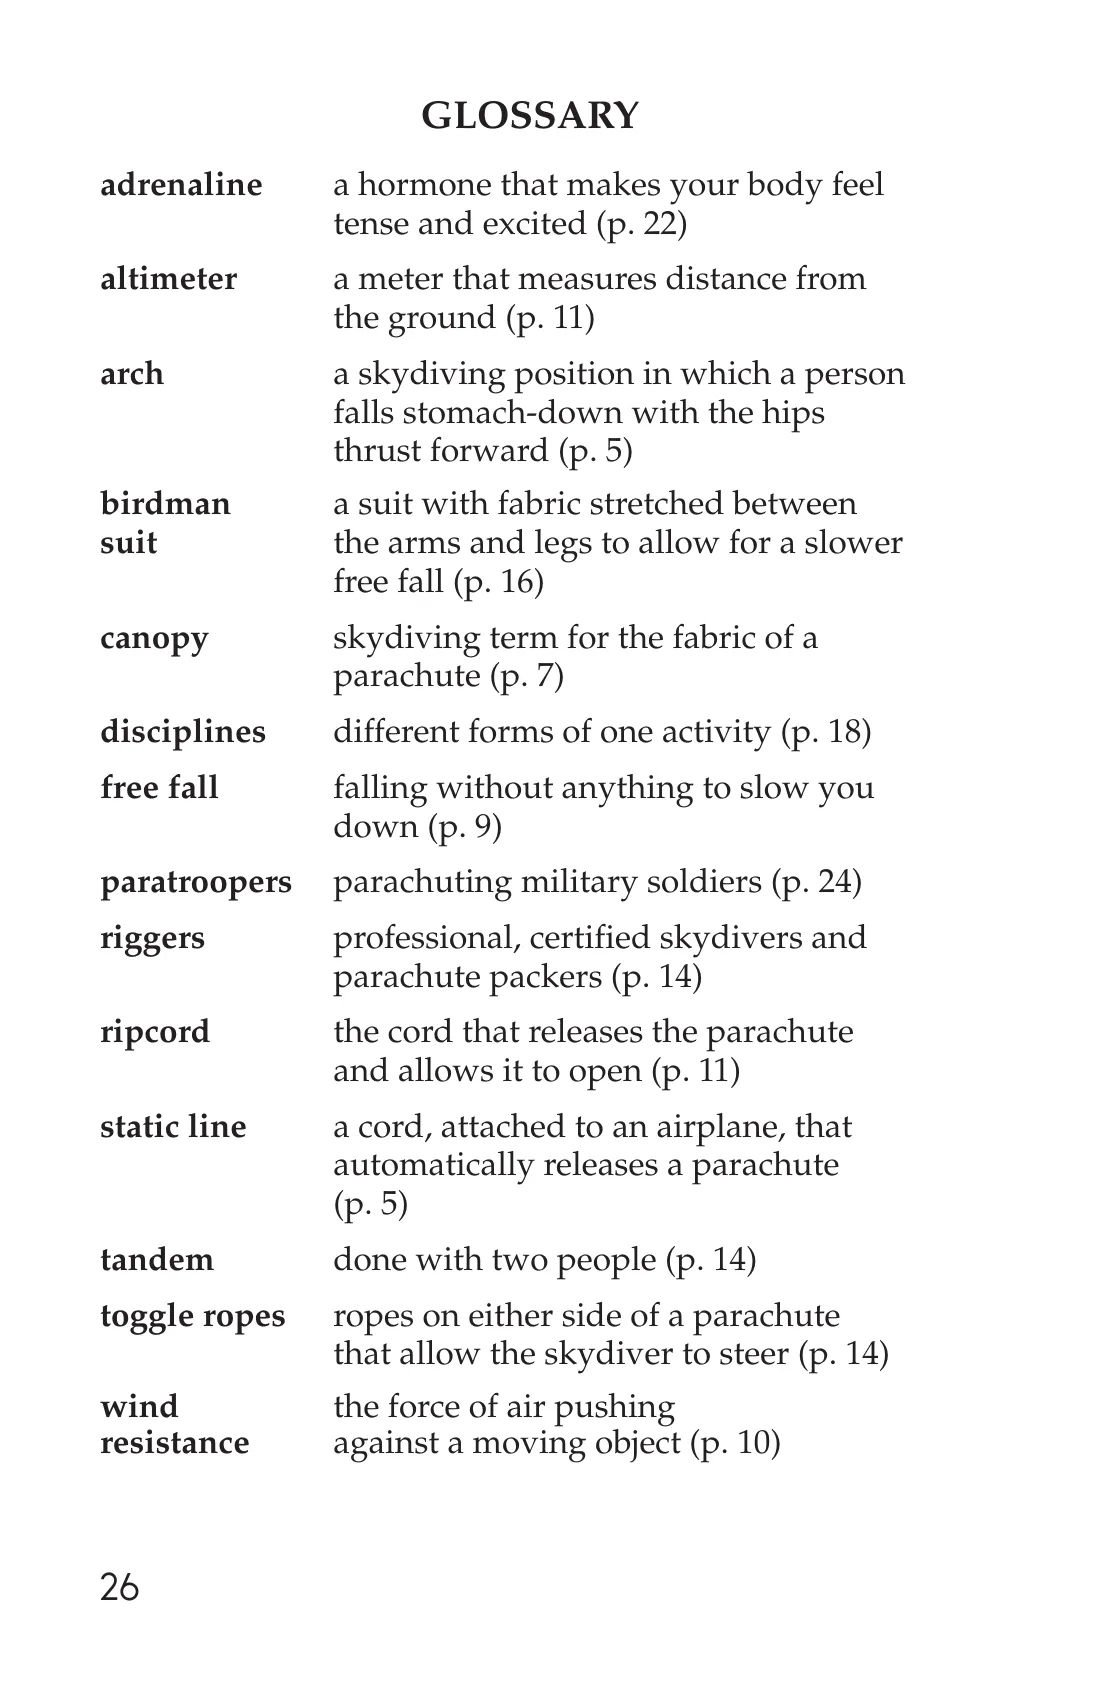 GLOSSARY
adrenaline a hormone that makes your body feel
tense and excited (p. 22)
altimeter a meter that measures distance from
the ground (p. 11)
arch a skydiving position in which a person
falls stomach-down with the hips
thrust forward (p. 5)
birdman a suit with fabric stretched between
suit the arms and legs to allow for a slower
free fall (p. 16)
canopy skydiving term for the fabric of a
parachute (p. 7)
disciplines different forms of one activity (p. 18)
free fall falling without anything to slow you
down (p. 9)
paratroopers parachuting military soldiers (p. 24)
riggers professional, certified skydivers and
parachute packers (p. 14)
ripcord the cord that releases the parachute
and allows it to open (p. 11)
static line a cord, attached to an airplane, that
automatically releases a parachute
(p. 5)
tandem done with two people (p. 14)
toggle ropes ropes on either side of a parachute
that allow the skydiver to steer (p. 14)
wind the force of air pushing
resistance against a moving object (p. 10)
26